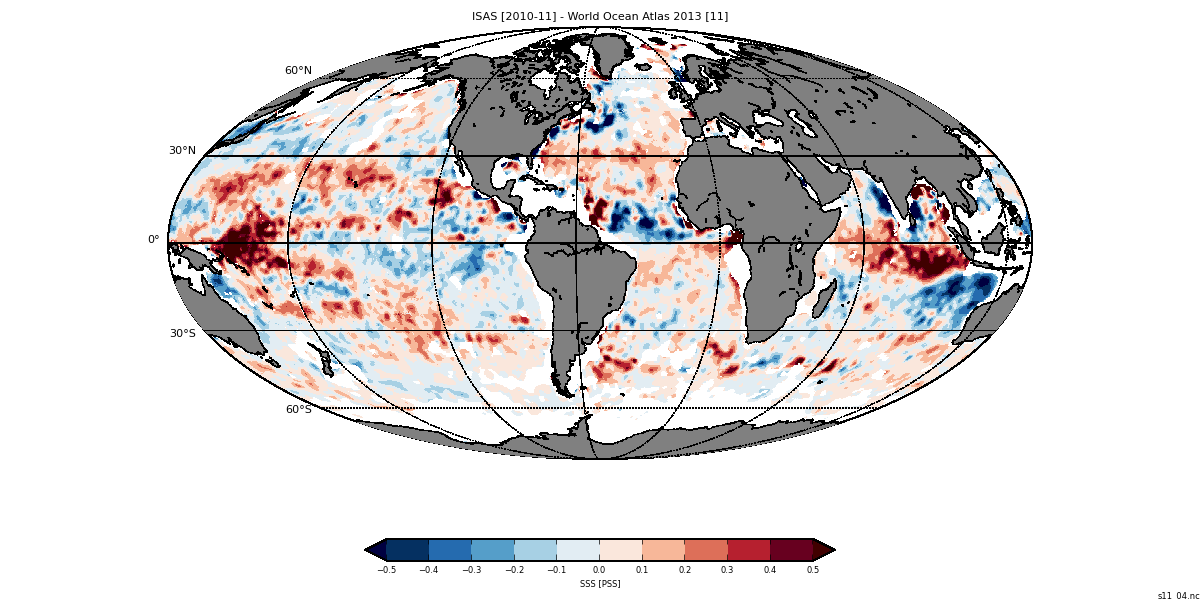 ISAS [2010-11] - World Ocean Atlas 2013 [11]
60°N
30°N
0°
30°S
60°S
−0.5 −0.4 −0.3 −0.2 −0.1 0.0 0.1 0.2 0.3 0.4 0.5
SSS [PSS]
s11_04.nc